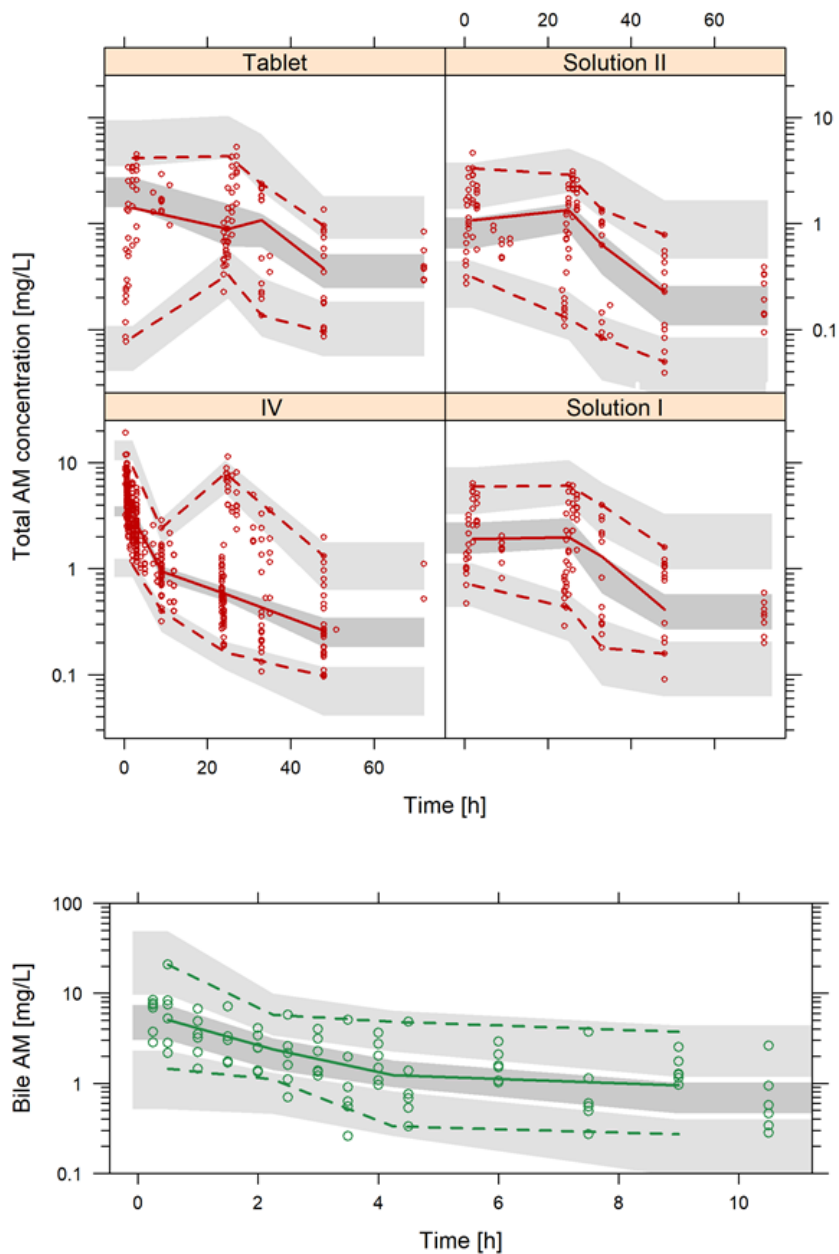 0 20 40 60
Tablet
Solution II
10
1
0.1
IV
Solution I
10
1
0.1
0 20 40 60
Total AM concentration [mg/L]
Time [h]
100
10
1
0.1
0 2 4 6 8 10
Bile AM [mg/L]
Time [h]